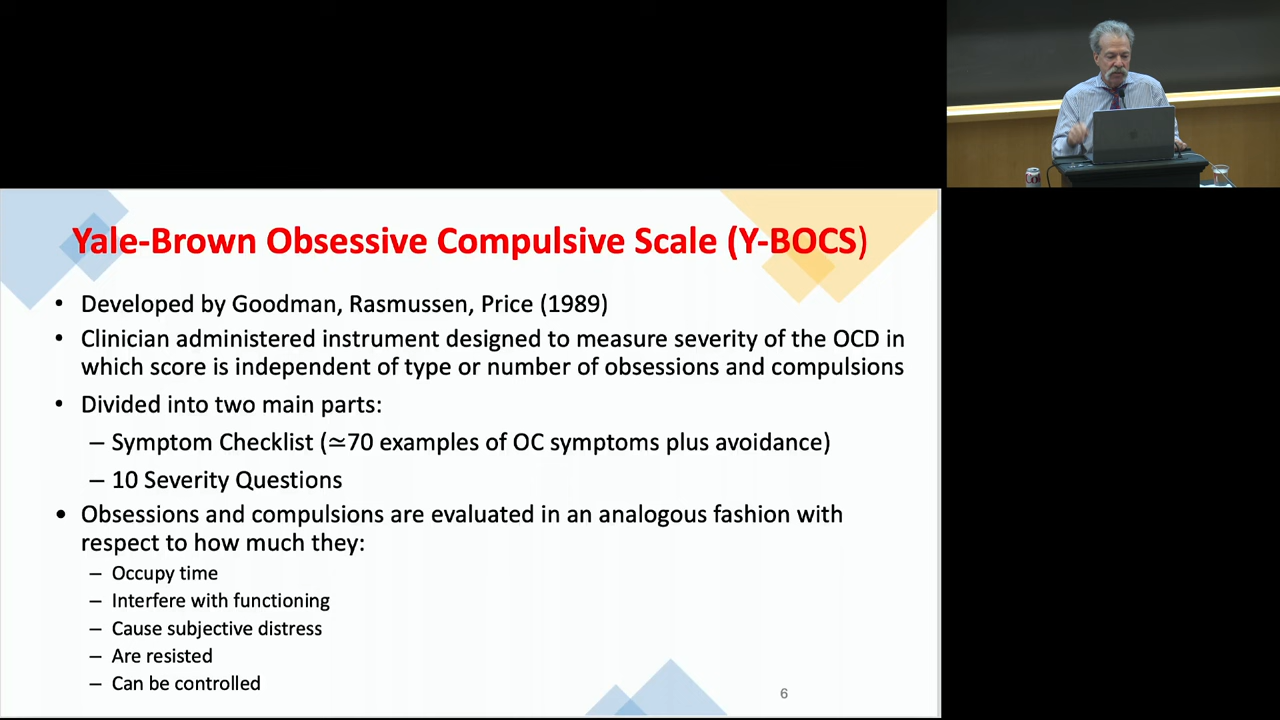 Yale-Brown Obsessive Compulsive Scale (Y-BOCS)
• Developed by Goodman, Rasmussen, Price (1989)
• Clinician administered instrument designed to measure severity of the OCD in
which score is independent of type or number of obsessions and compulsions
• Divided into two main parts:
– Symptom Checklist (≃70 examples of OC symptoms plus avoidance)
– 10 Severity Questions
• Obsessions and compulsions are evaluated in an analogous fashion with
respect to how much they:
– Occupy time
– Interfere with functioning
– Cause subjective distress
– Are resisted
– Can be controlled
6